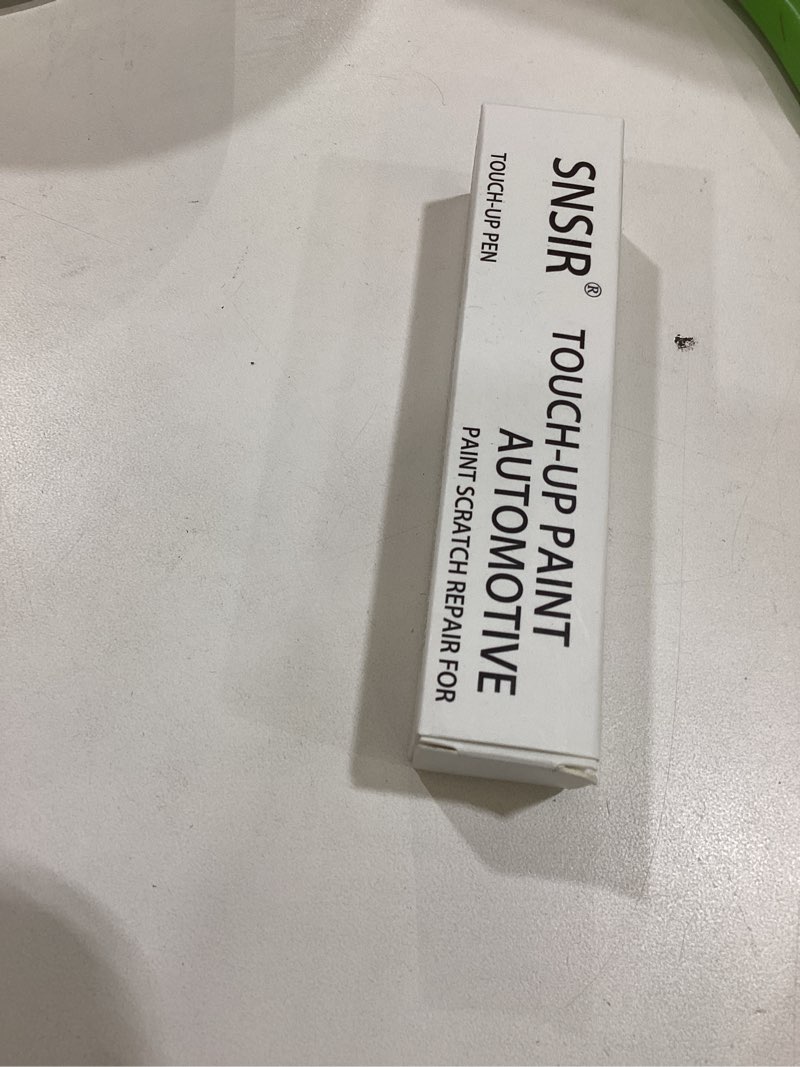 SNSIR® TOUCH-UP PAINT
AUTOMOTIVE
TOUCH-UP PEN
PAINT SCRATCH REPAIR FOR